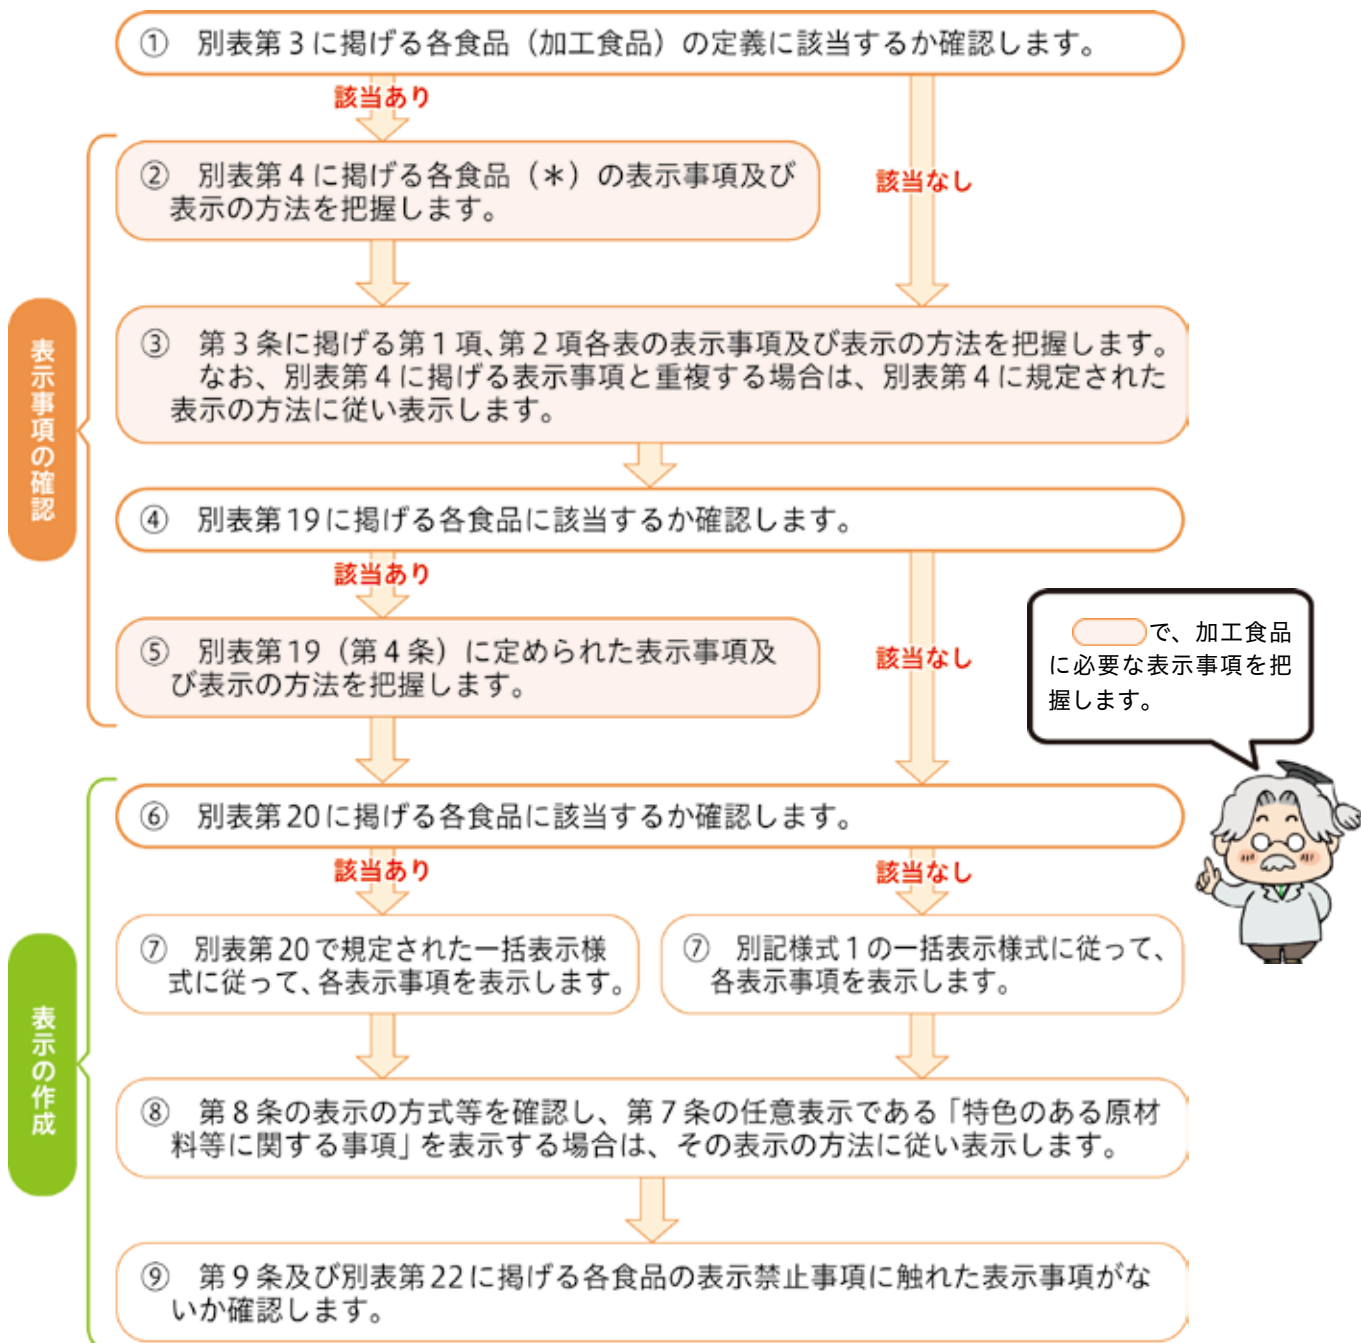 ① 別表第３に掲げる各食品（加工食品）の定義に該当するか確認します。
該当あり
② 別表第４に掲げる各食品（＊）の表示事項及び
表示の方法を把握します。
該当なし
表示事項の確認
③ 第３条に掲げる第１項、第２項各表の表示事項及び表示の方法を把握します。
なお、別表第４に掲げる表示事項と重複する場合は、別表第４に規定された
表示の方法に従い表示します。
④ 別表第19に掲げる各食品に該当するか確認します。
該当あり
⑤ 別表第19（第４条）に定められた表示事項及
び表示の方法を把握します。
該当なし
で、加工食品
に必要な表示事項を把
握します。
⑥ 別表第20に掲げる各食品に該当するか確認します。
該当あり
該当なし
表示の作成
⑦ 別表第20で規定された一括表示様
式に従って、各表示事項を表示します。
⑦ 別記様式１の一括表示様式に従って、
各表示事項を表示します。
⑧ 第８条の表示の方式等を確認し、第７条の任意表示である「特色のある原材
料等に関する事項」を表示する場合は、その表示の方法に従い表示します。
⑨ 第９条及び別表第22に掲げる各食品の表示禁止事項に触れた表示事項がな
いか確認します。